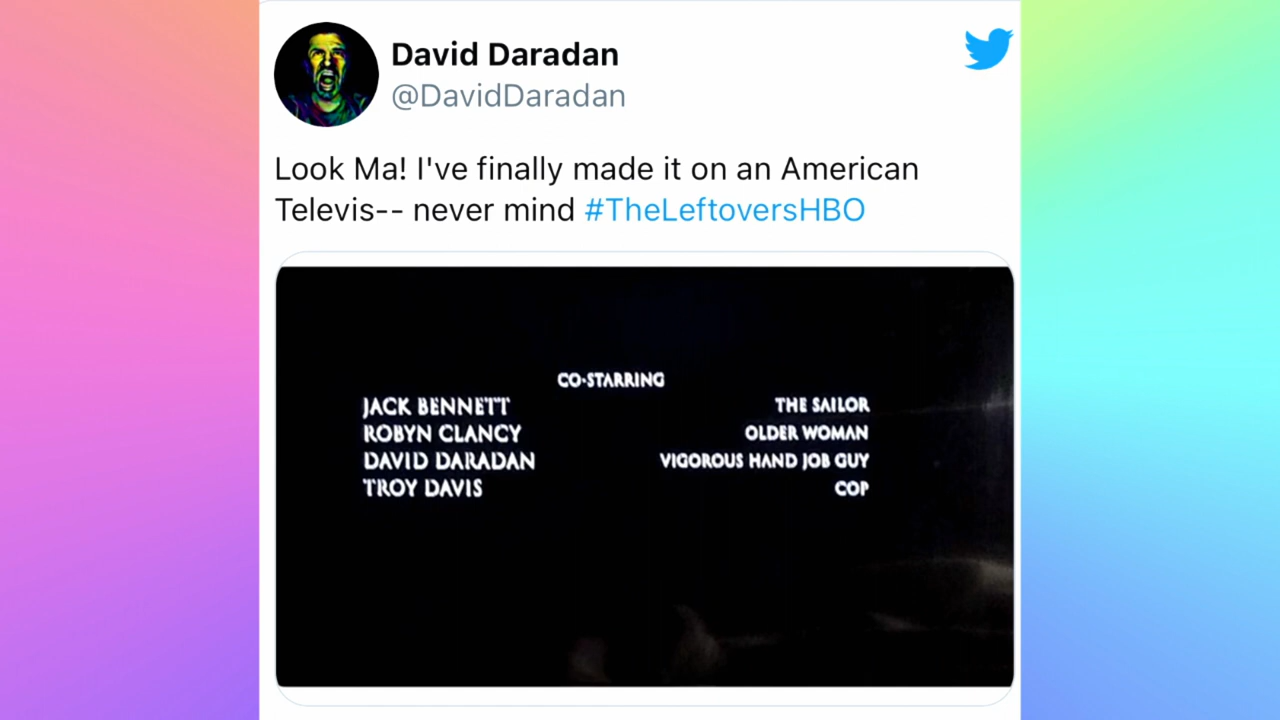 David Daradan
@DavidDaradan
Look Ma! I've finally made it on an American
Televis-- never mind #TheLeftoversHBO
CO-STARRING
JACK BENNETT THE SAILOR
ROBYN CLANCY OLDER WOMAN
DAVID DARADAN VIGOROUS HAND JOB GUY
TROY DAVIS COP